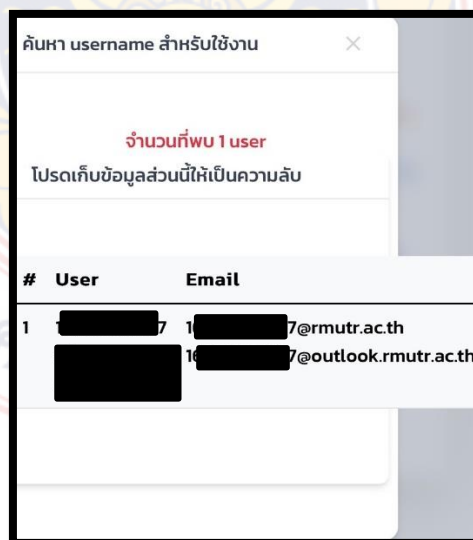 ค้นหา username สำหรับใช้งาน
จำนวนที่พบ 1 user
โปรดเก็บข้อมูลส่วนนี้ให้เป็นความลับ
# User Email
1 1 7 1 7@rmutr.ac.th
16 7@outlook.rmutr.ac.th